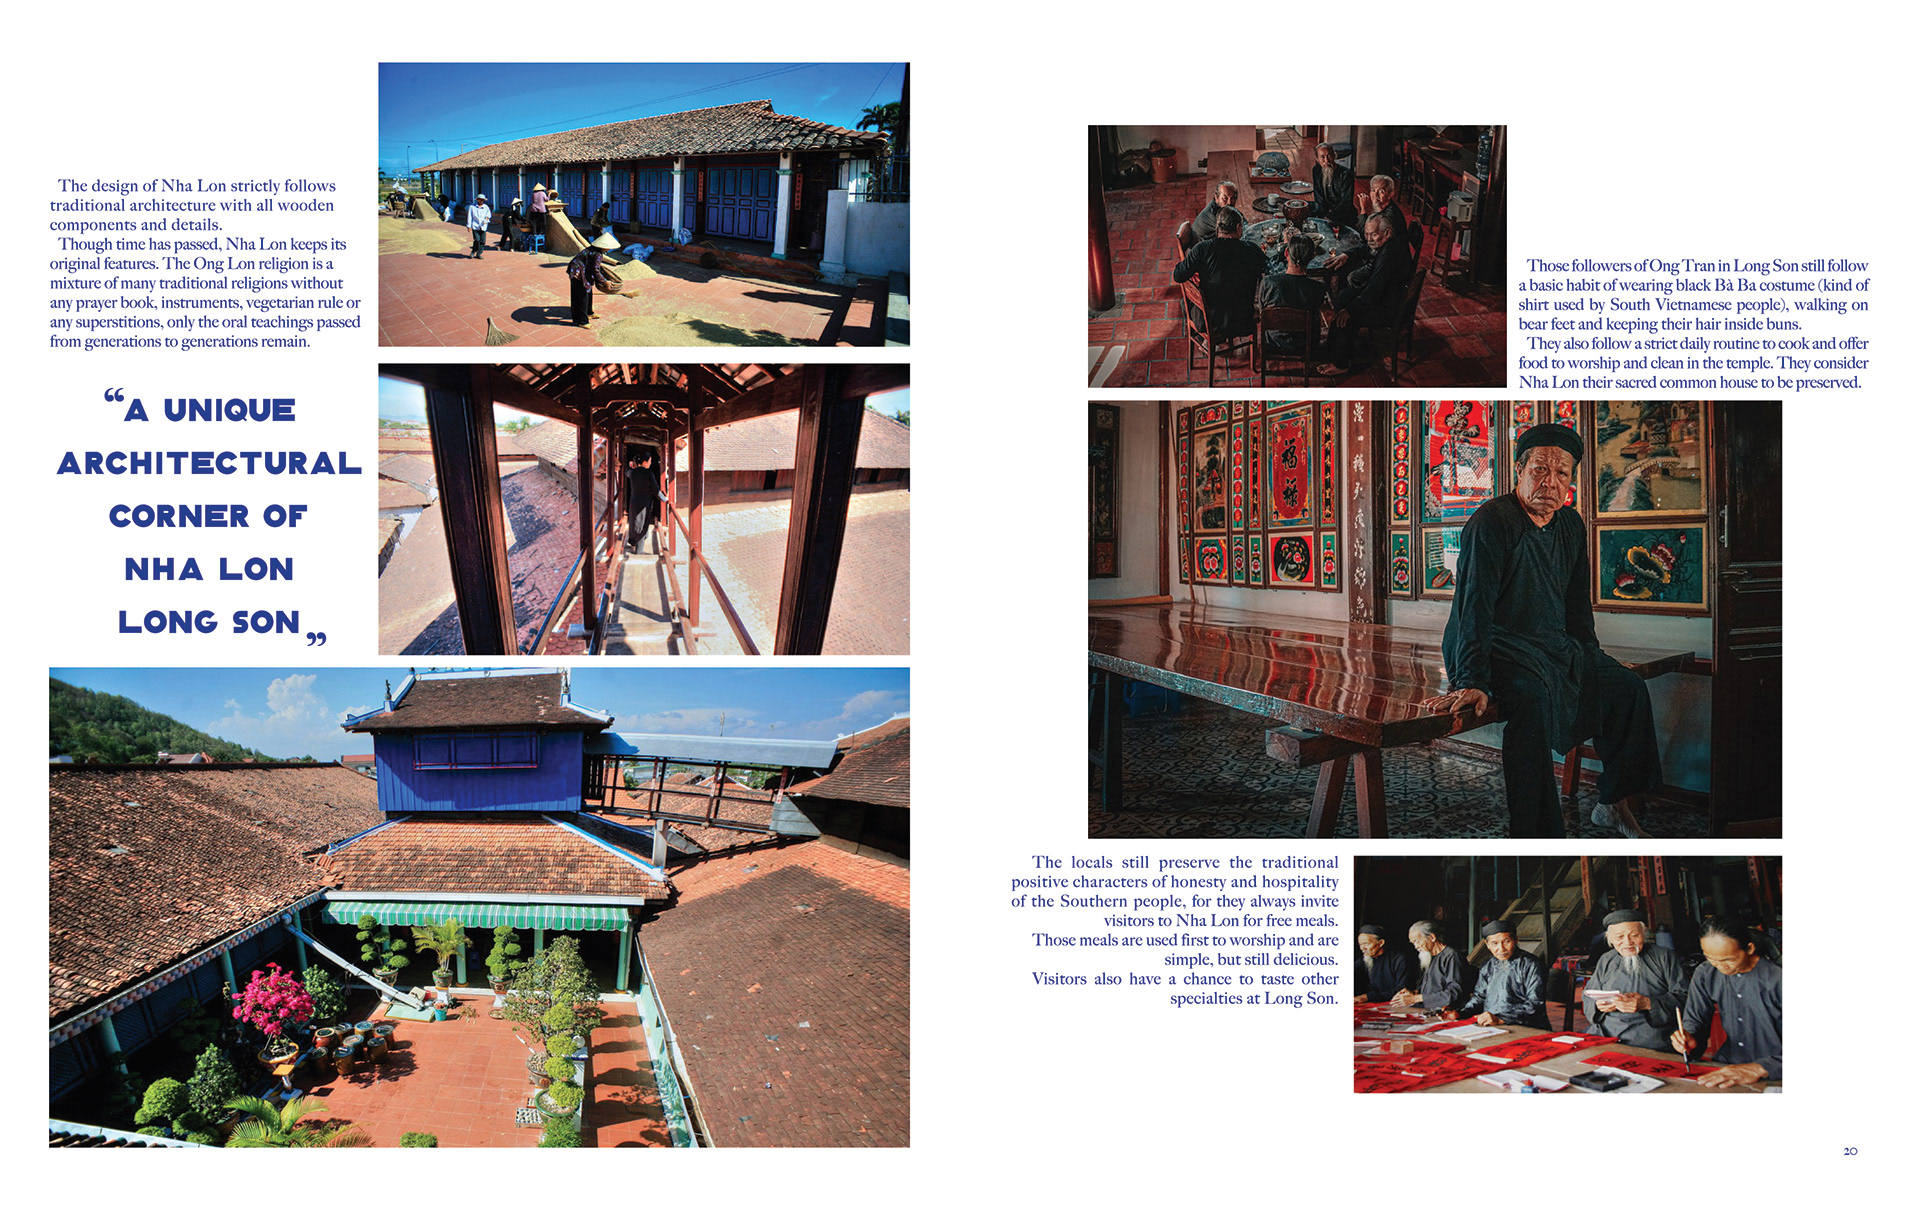 The design of Nha Lon strictly follows
traditional architecture with all wooden
components and details.
Though time has passed, Nha Lon keeps its
original features. The Ong Lon religion is a
mixture of many traditional religions without
any prayer book, instruments, vegetarian rule or
any superstitions, only the oral teachings passed
from generations to generations remain.
“A UNIQUE
ARCHITECTURAL
CORNER OF
NHA LON
LONG SON„
Those followers of Ong Tran in Long Son still follow
a basic habit of wearing black Bà Ba costume (kind of
shirt used by South Vietnamese people), walking on
bear feet and keeping their hair inside buns.
They also follow a strict daily routine to cook and offer
food to worship and clean in the temple. They consider
Nha Lon their sacred common house to be preserved.
福
祿
The locals still preserve the traditional
positive characters of honesty and hospitality
of the Southern people, for they always invite
visitors to Nha Lon for free meals.
Those meals are used first to worship and are
simple, but still delicious.
Visitors also have a chance to taste other
specialties at Long Son.
20